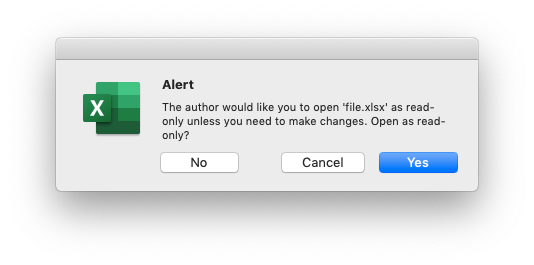 X
Alert
The author would like you to open 'file.xlsx' as read-
only unless you need to make changes. Open as read-
only?
No Cancel Yes